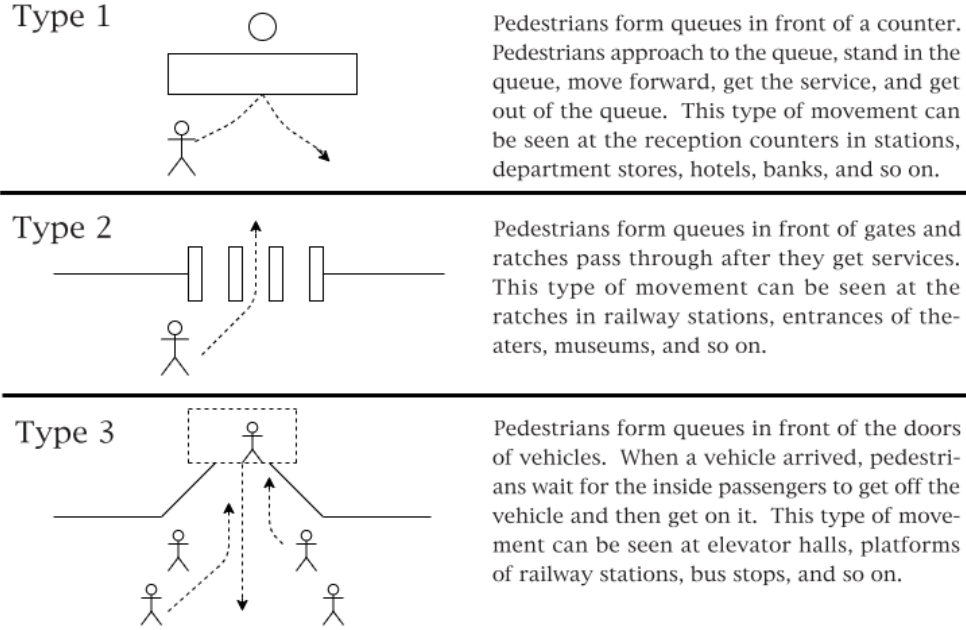 Type 1
Pedestrians form queues in front of a counter.
Pedestrians approach to the queue, stand in the
queue, move forward, get the service, and get
out of the queue. This type of movement can
be seen at the reception counters in stations,
department stores, hotels, banks, and so on.
Type 2
Pedestrians form queues in front of gates and
ratches pass through after they get services.
This type of movement can be seen at the
ratches in railway stations, entrances of the-
aters, museums, and so on.
Type 3
Pedestrians form queues in front of the doors
of vehicles. When a vehicle arrived, pedestri-
ans wait for the inside passengers to get off the
vehicle and then get on it. This type of move-
ment can be seen at elevator halls, platforms
of railway stations, bus stops, and so on.